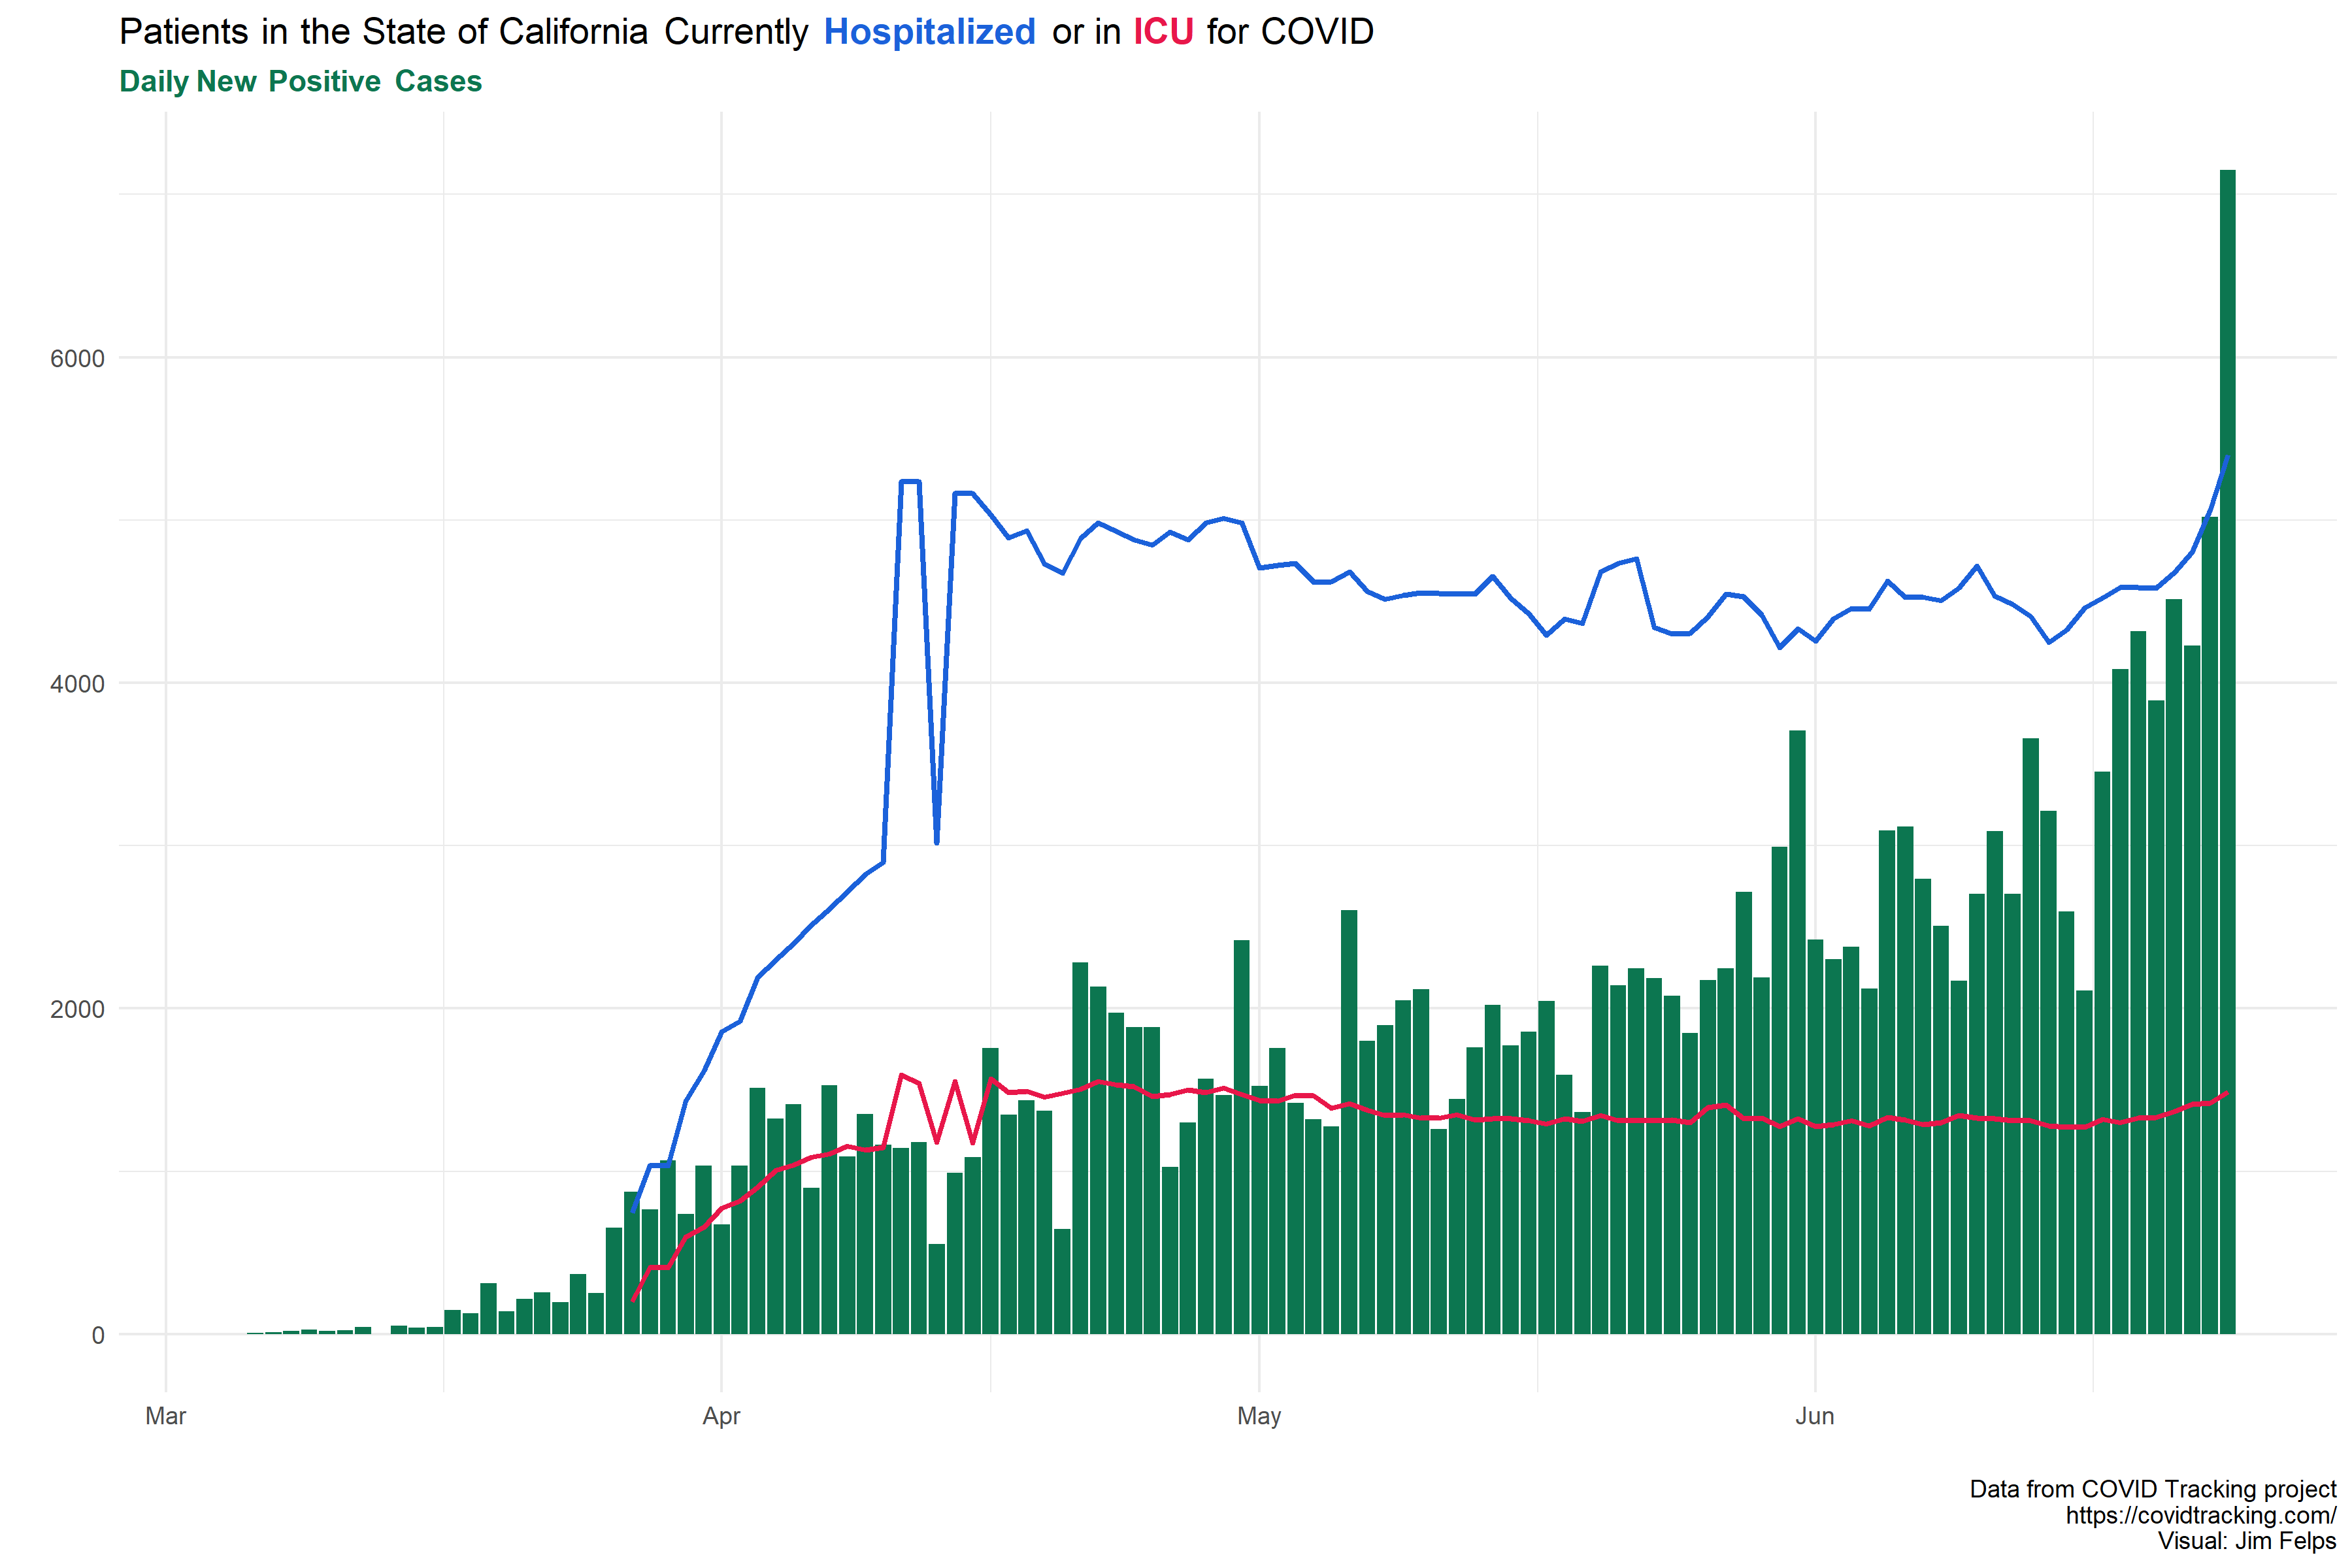 Patients in the State of California Currently Hospitalized or in ICU for COVID
Daily New Positive Cases
6000
4000
2000
0
Mar Apr May Jun
Data from COVID Tracking project
https://covidtracking.com/
Visual: Jim Felps